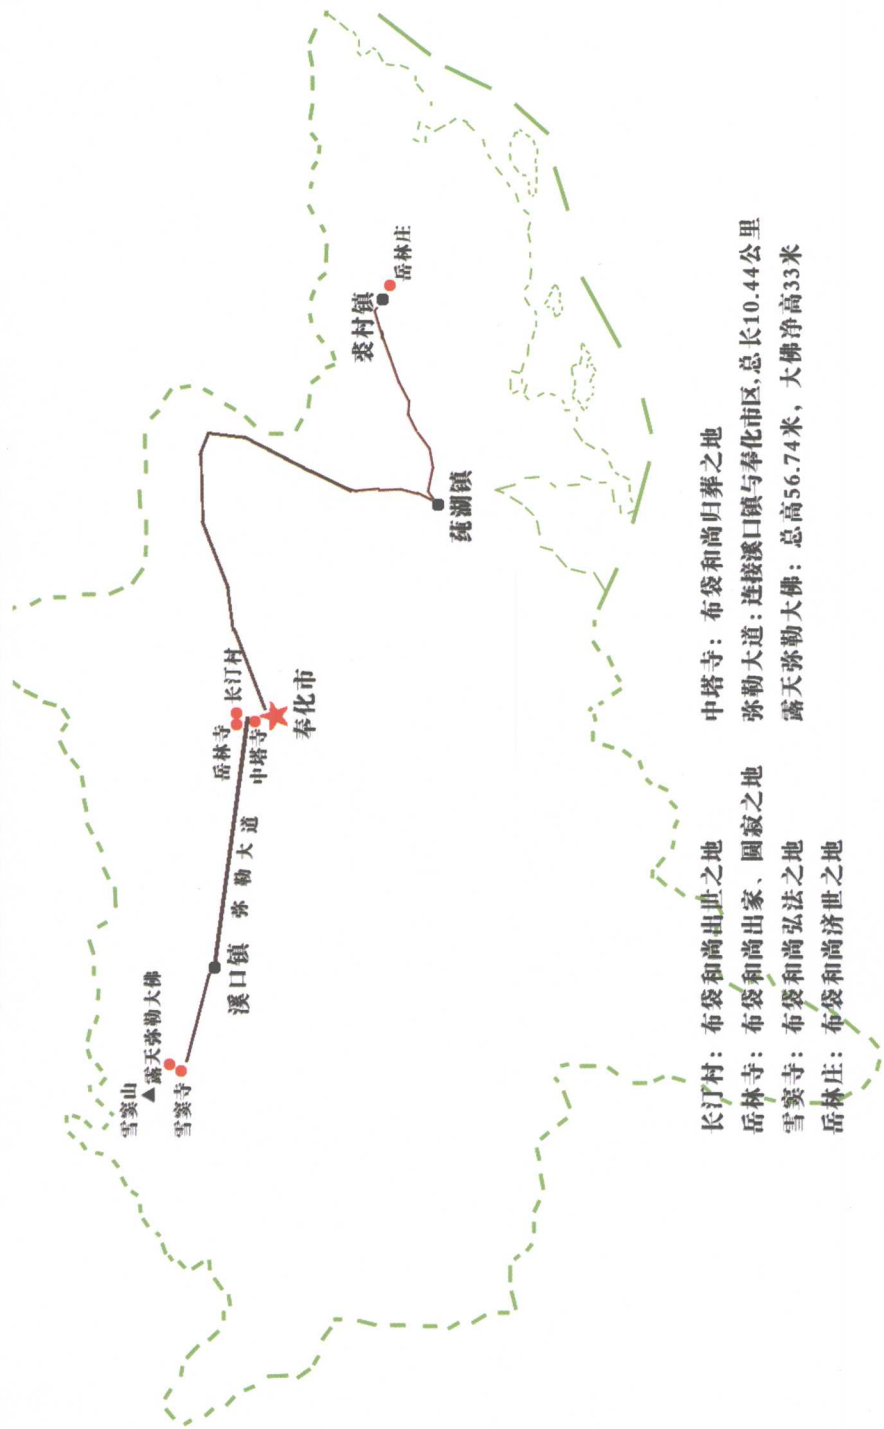 雪窦山
露天弥勒大佛
雪窦寺
溪口镇
弥勒大道
岳林寺
长汀村
中塔寺
奉化市
莼湖镇
裘村镇
岳林庄
长汀村：布袋和尚出世之地
岳林寺：布袋和尚出家、圆寂之地
雪窦寺：布袋和尚弘法之地
岳林庄：布袋和尚济世之地
中塔寺：布袋和尚归葬之地
弥勒大道：连接溪口镇与奉化市区，总长10.44公里
露天弥勒大佛：总高56.74米，大佛净高33米